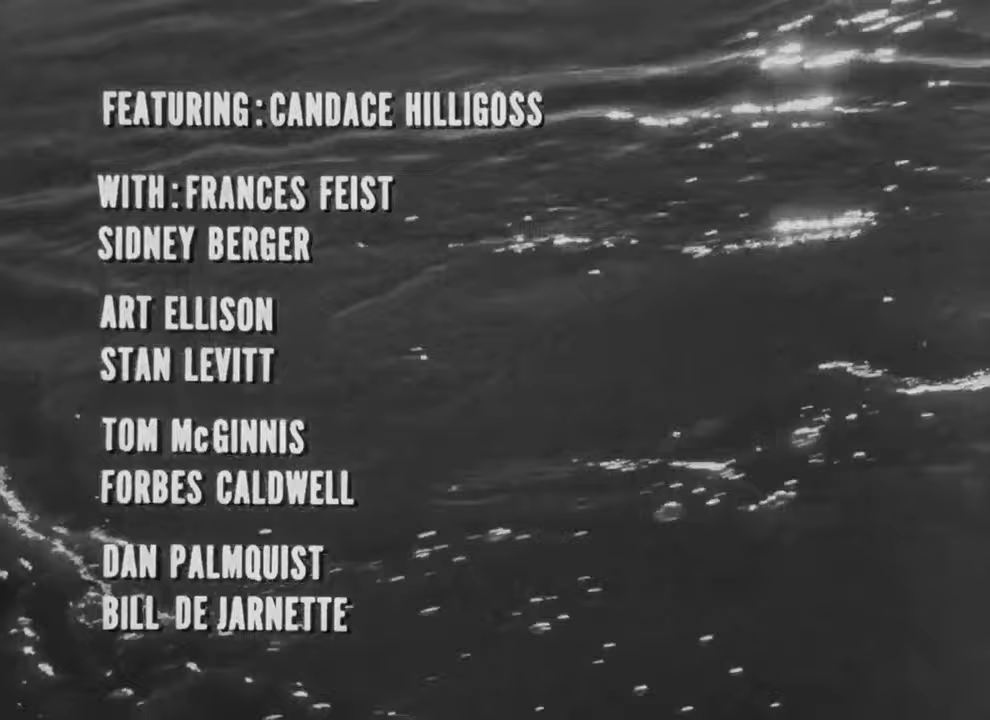 FEATURING: CANDACE HILLIGOSS
WITH: FRANCES FEIST
SIDNEY BERGER
ART ELLISON
STAN LEVITT
TOM McGINNIS
FORBES CALDWELL
DAN PALMQUIST
BILL DE JARNETTE